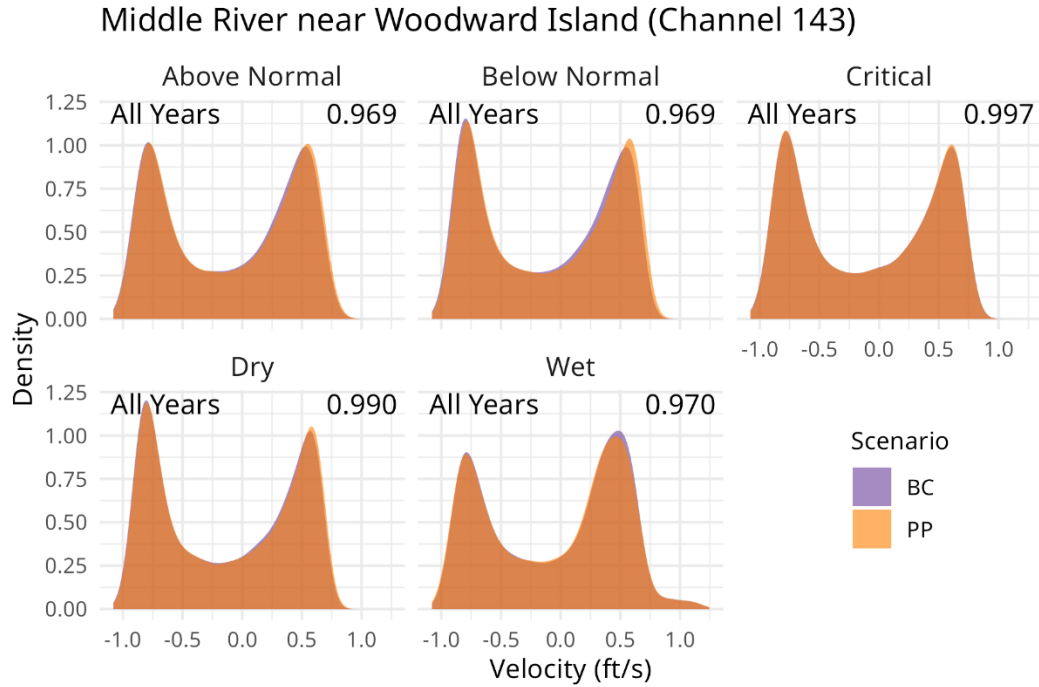 Middle River near Woodward Island (Channel 143)
Above Normal
Below Normal
Critical
All Years 0.969
All Years 0.969
All Years 0.997
1.25
1.00
0.75
0.50
0.25
0.00
-1.0 -0.5 0.0 0.5 1.0
Dry
Wet
All Years 0.990
All Years 0.970
1.25
1.00
0.75
0.50
0.25
0.00
-1.0 -0.5 0.0 0.5 1.0
-1.0 -0.5 0.0 0.5 1.0
Density
Velocity (ft/s)
Scenario
BC
PP